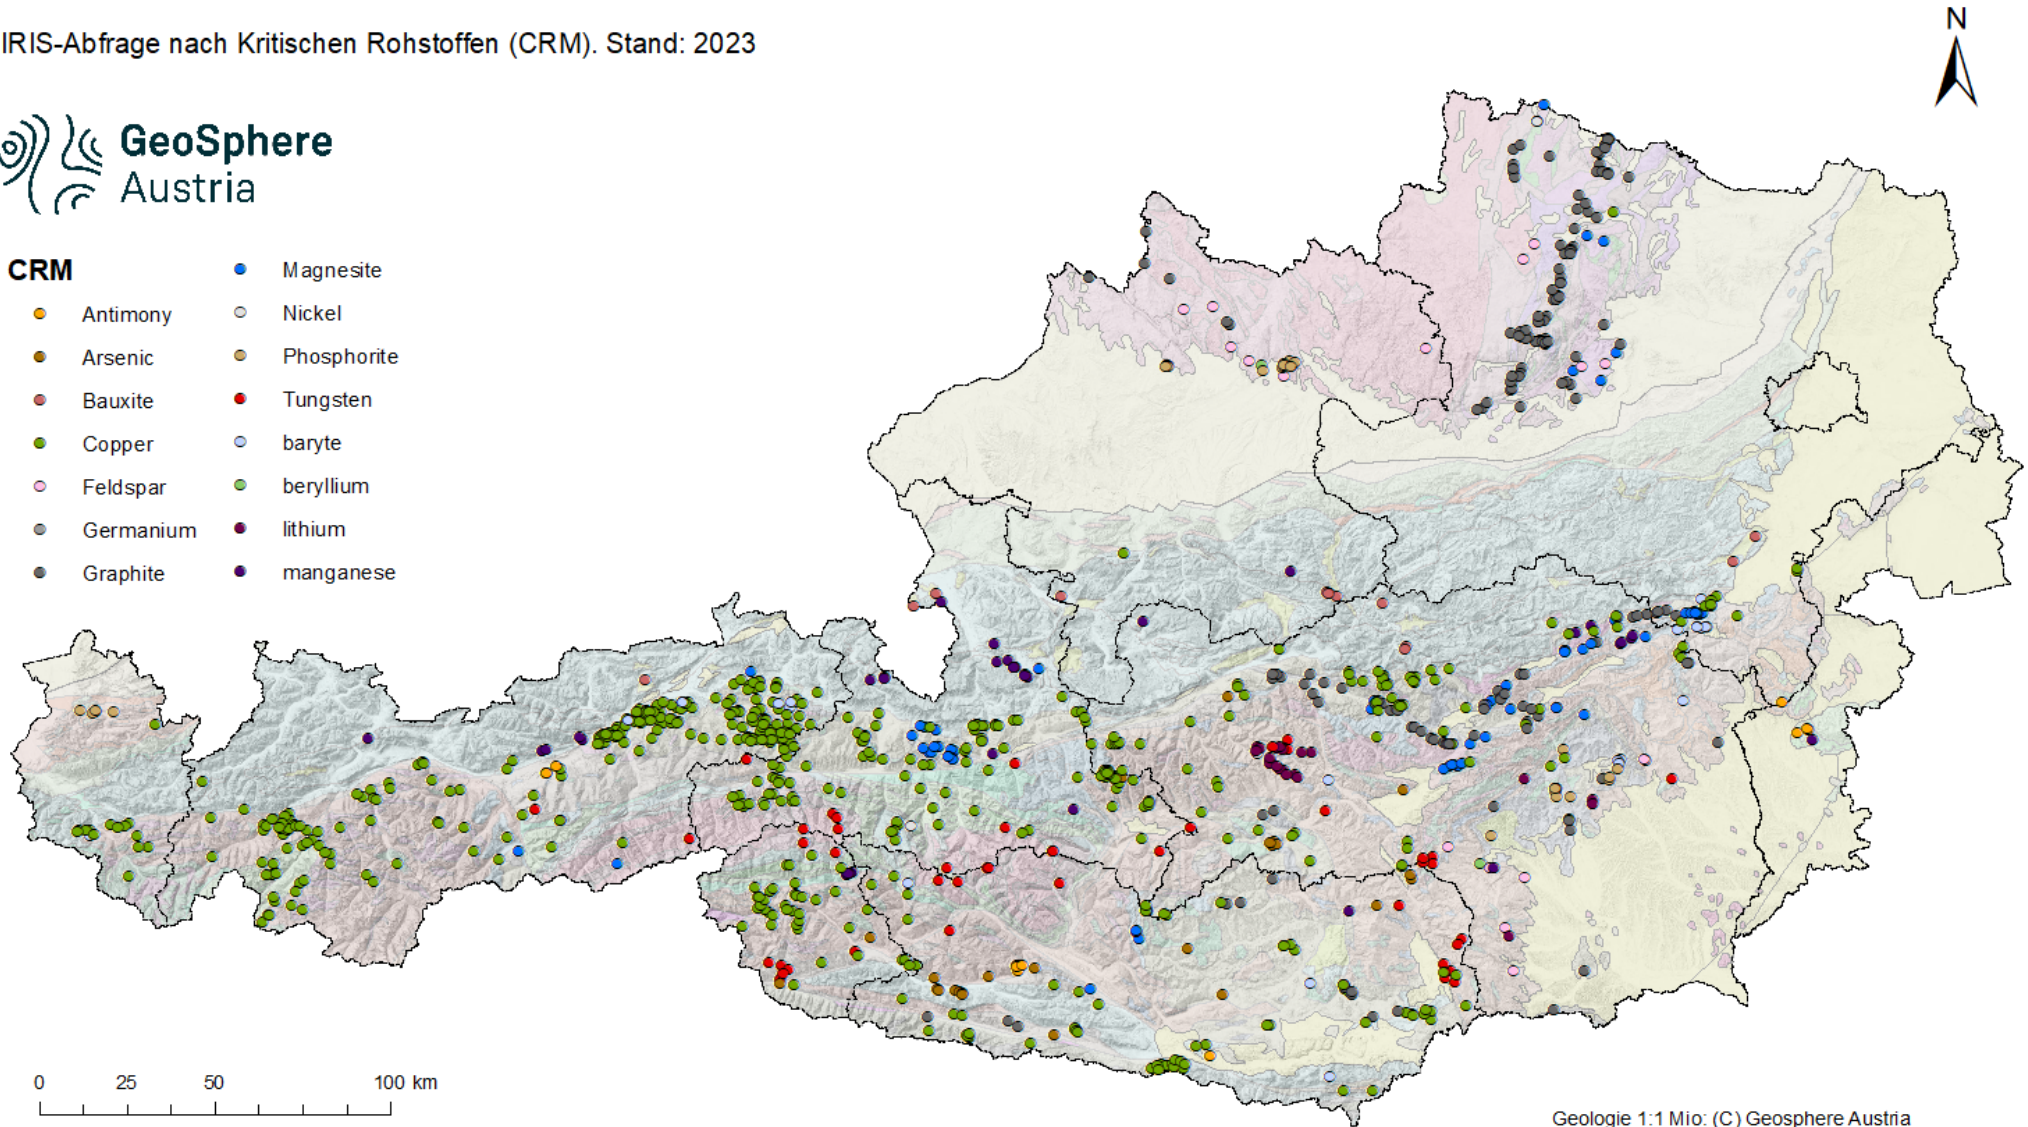 IRIS-Abfrage nach Kritischen Rohstoffen (CRM). Stand: 2023
N
GeoSphere
Austria
CRM
Antimony
Arsenic
Bauxite
Copper
Feldspar
Germanium
Graphite
Magnesite
Nickel
Phosphorite
Tungsten
baryte
beryllium
lithium
manganese
0 25 50 100 km
Geologie 1:1 Mio: (C) Geosphere Austria